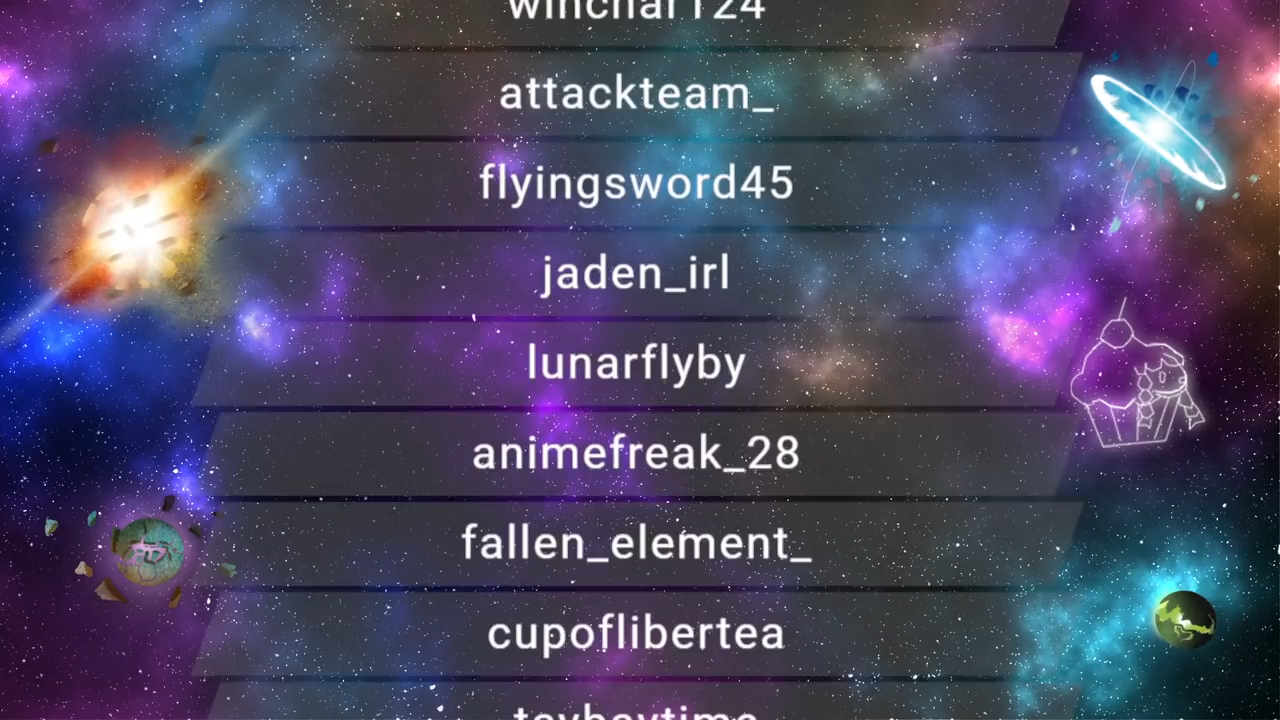 attackteam_
flyingsword45
jaden_irl
lunarflyby
animefreak_28
fallen_element_
cupoflibertea